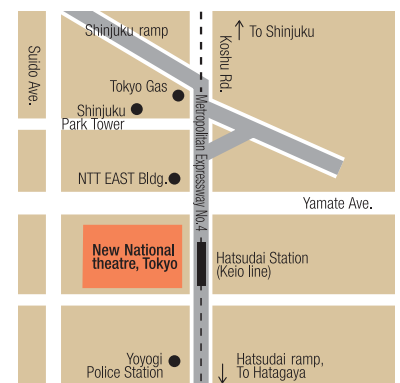 Shinjuku ramp
To Shinjuku
Suido Ave.
Koshu Rd.
Tokyo Gas
Shinjuku
Park Tower
Metropolitan Expressway No.4
NTT EAST Bldg.
Yamate Ave.
New National
theatre, Tokyo
Hatsudai Station
(Keio line)
Yoyogi
Police Station
Hatsudai ramp,
To Hatagaya